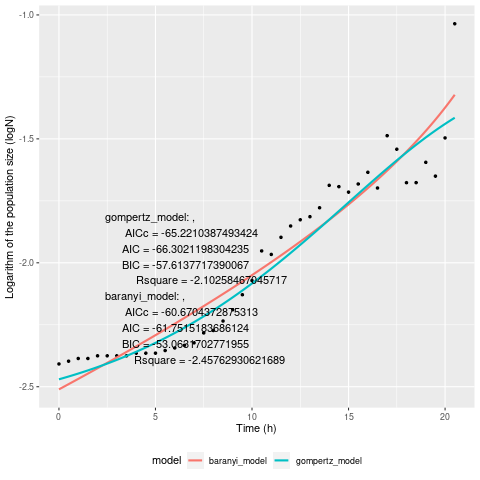 -1.0
-1.5
-2.0
-2.5
Logarithm of the population size (logN)
gompertz_model: ,
AICc = -65.2210387493424
AIC = -66.3021198304235
BIC = -57.6137717390067
Rsquare = -2.10258467045717
baranyi_model: ,
AICc = -60.6704372875313
AIC = -61.7515183686124
BIC = -53.0631702771955
Rsquare = -2.45762930621689
0 5 10 15 20
Time (h)
model baranyi_model gompertz_model